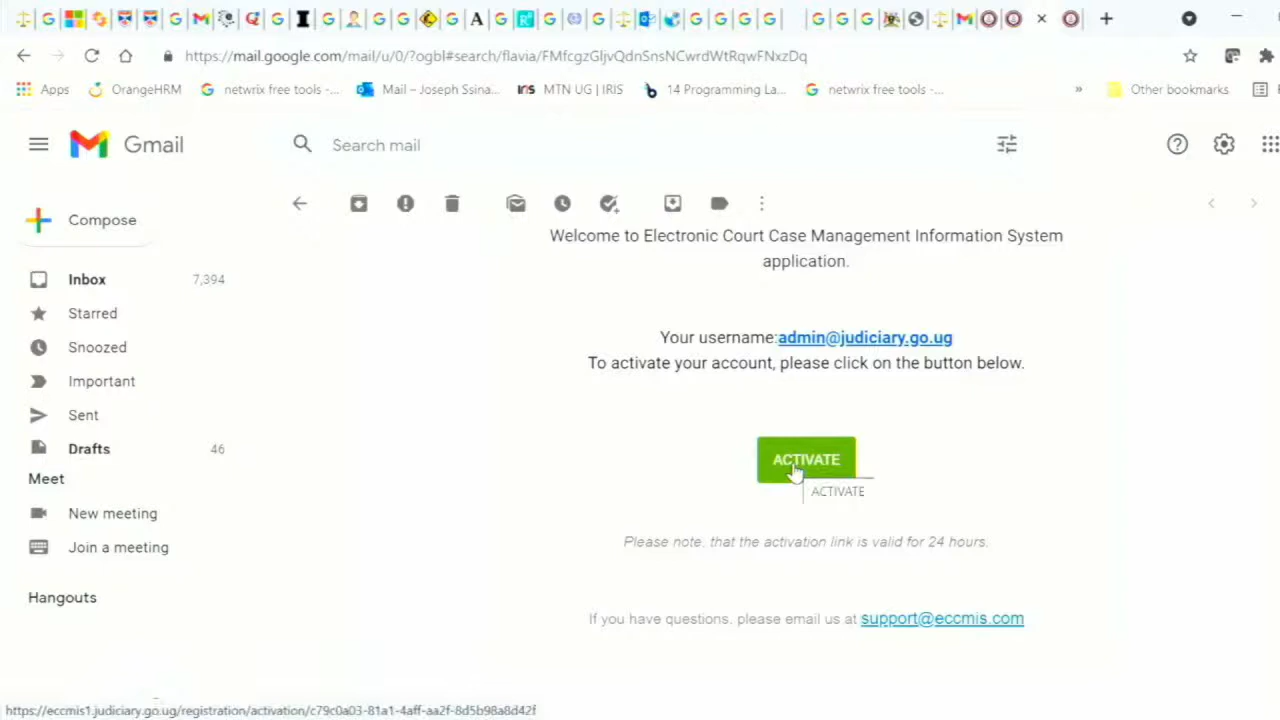 https://mail.google.com/mail/u/0/?ogbl#search/flavia/FMfcgzGljvQdnSnsNCwrdWtRqwFNxzDq
Apps OrangeHRM netwrix free tools -... Mail – Joseph Ssina... MTN UG | IRIS 14 Programming La... netwrix free tools -... » Other bookmarks
Gmail Search mail
Compose
Welcome to Electronic Court Case Management Information System
application.
Inbox 7,394
Starred
Snoozed
Important
Sent
Drafts 46
Meet
New meeting
Join a meeting
Hangouts
Your username:admin@judiciary.go.ug
To activate your account, please click on the button below.
ACTIVATE
ACTIVATE
Please note, that the activation link is valid for 24 hours.
If you have questions, please email us at support@eccmis.com
https://eccmis1.judiciary.go.ug/registration/activation/c79c0a03-81a1-4aff-aa2f-8d5b98a8d42f